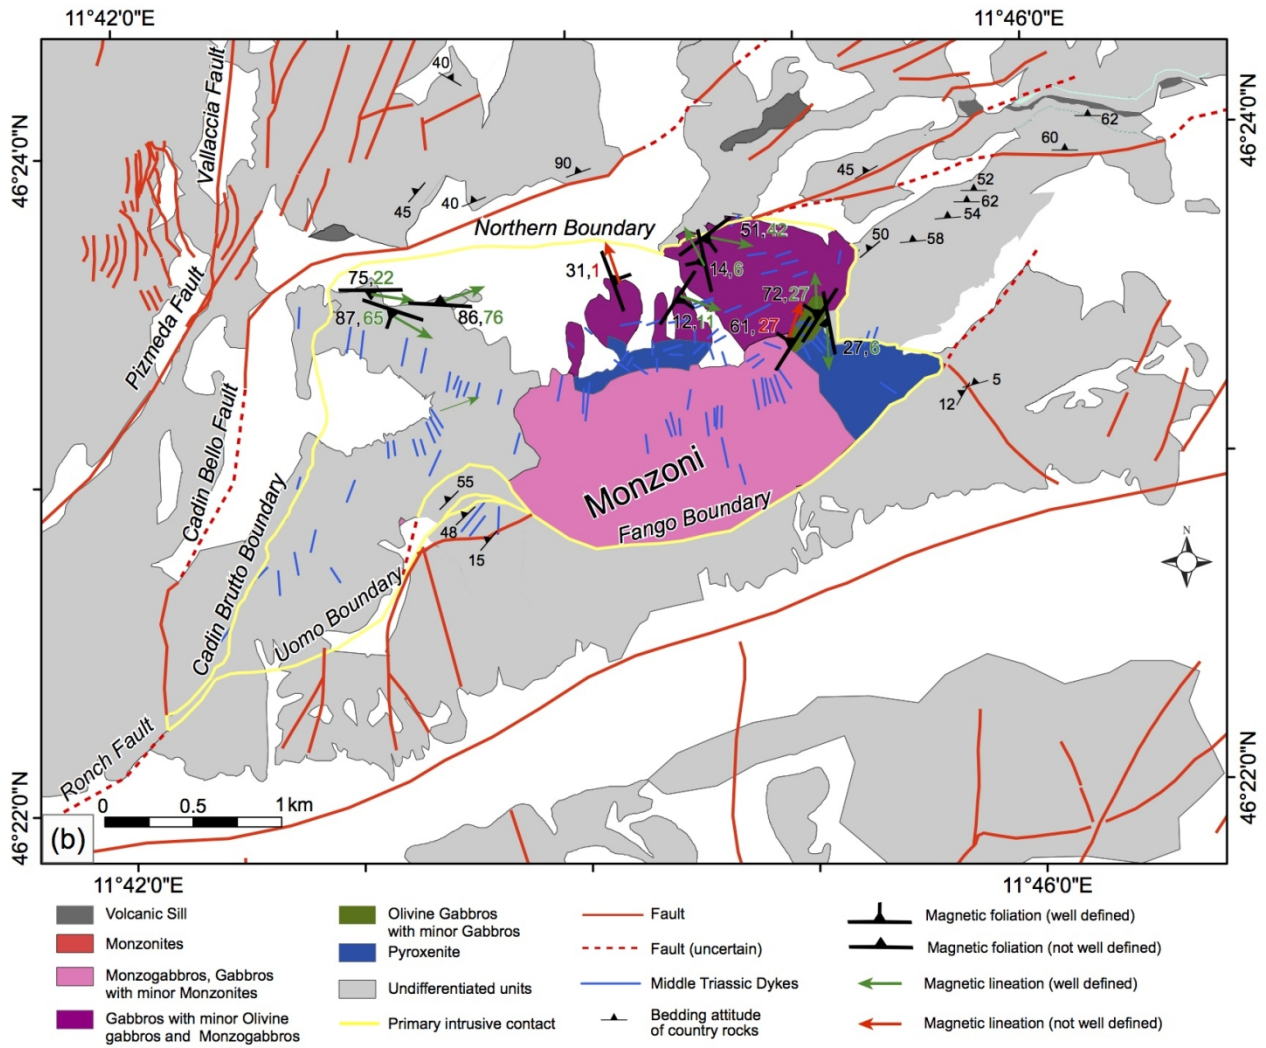 11°42'0"E
11°46'0"E
46°24'0"N
46°24'0"N
Vallaccia Fault
40
62
60
90
45
52
62
54
45
40
50
58
Northern Boundary
51,42
31,1
14,6
75,22
72,27
87,65
86,76
12,11
61,27
27,6
Pizmeda Fault
5
12
Cadin Bello Fault
Monzoni
Fango Boundary
55
48
15
Cadin Brutto Boundary
Uomo Boundary
N
Ronch Fault
0 0.5 1 km
46°22'0"N
46°22'0"N
(b)
11°42'0"E
11°46'0"E
Volcanic Sill
Monzonites
Monzogabbros, Gabbros
with minor Monzonites
Gabbros with minor Olivine
gabbros and Monzogabbros
Olivine Gabbros
with minor Gabbros
Pyroxenite
Undifferentiated units
Primary intrusive contact
Fault
Fault (uncertain)
Middle Triassic Dykes
Bedding attitude
of country rocks
Magnetic foliation (well defined)
Magnetic foliation (not well defined)
Magnetic lineation (well defined)
Magnetic lineation (not well defined)